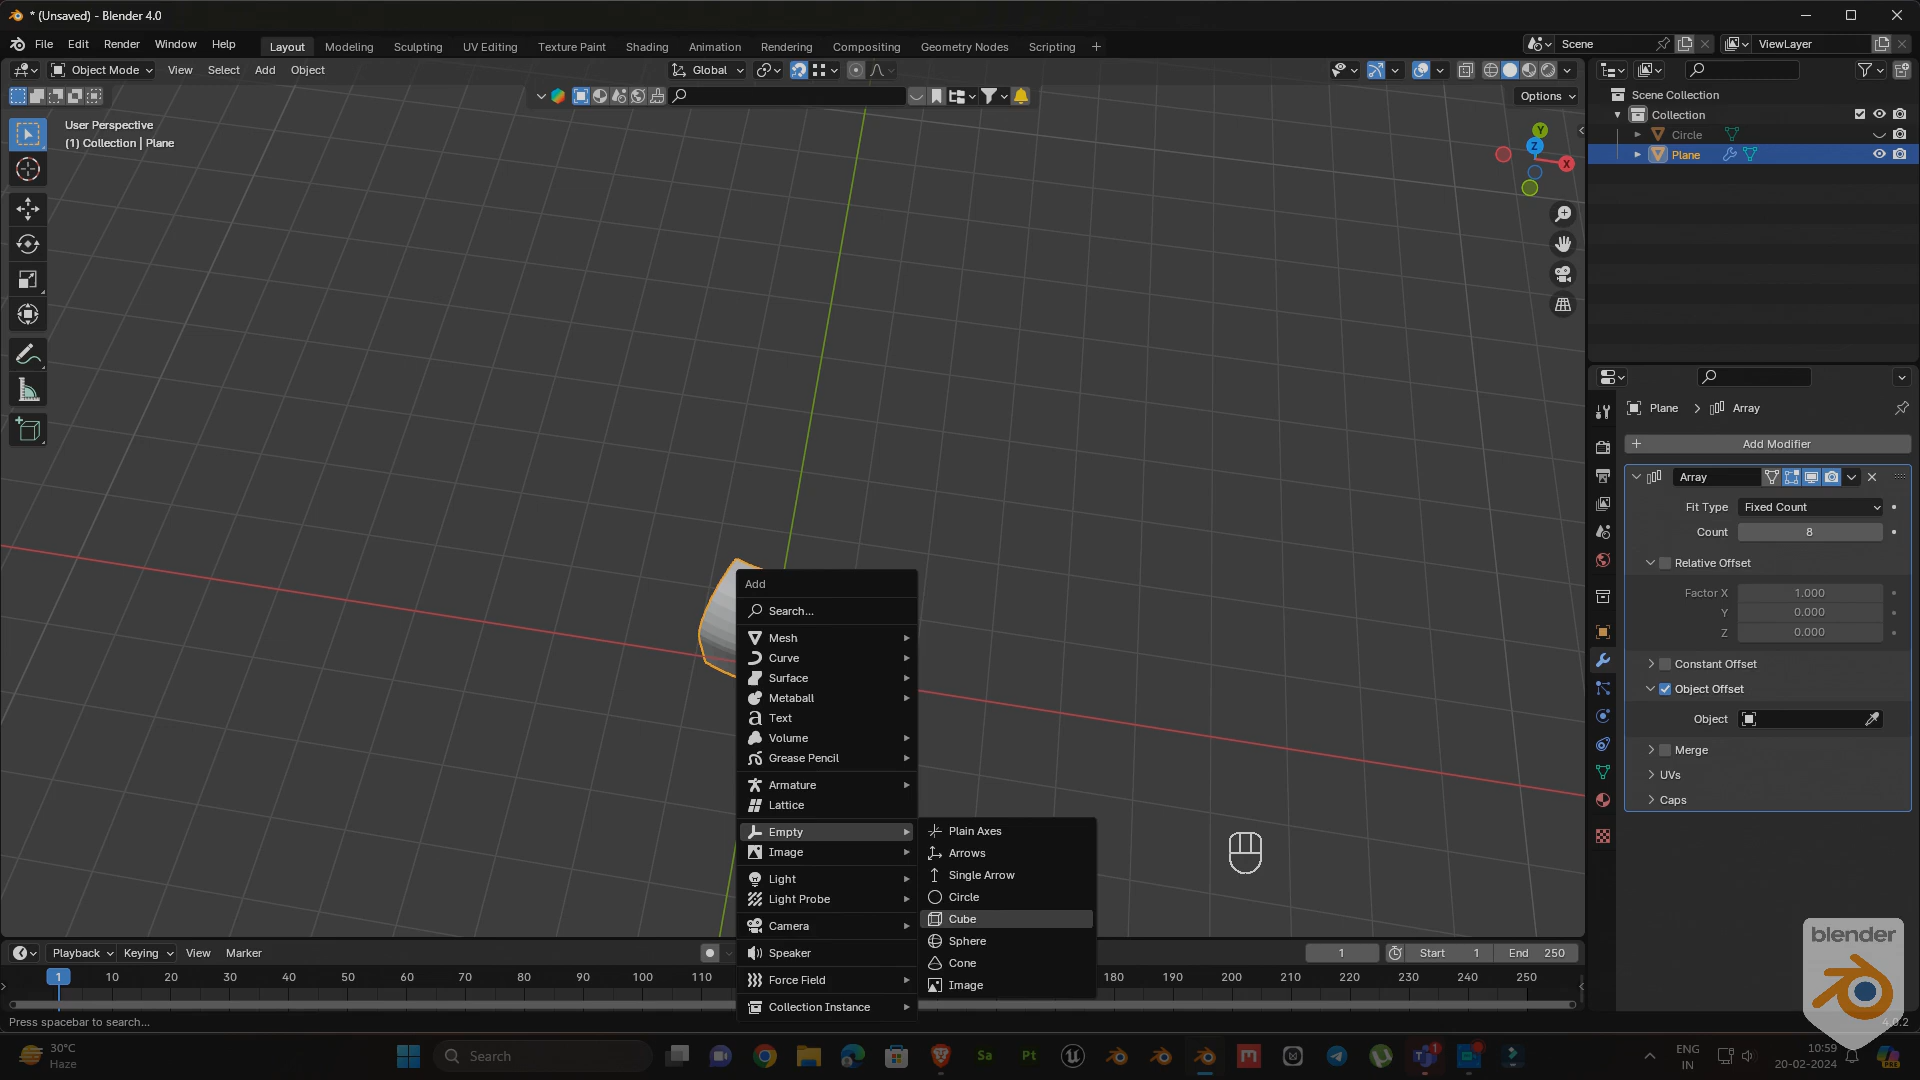 * (Unsaved) - Blender 4.0
File Edit Render Window Help Layout Modeling Sculpting UV Editing Texture Paint Shading Animation Rendering Compositing Geometry Nodes Scripting + Scene ViewLayer
Object Mode View Select Add Object Global
Options
User Perspective
(1) Collection | Plane
Y
Z
X
Scene Collection
Collection
Circle
Plane
Plane > Array
+ Add Modifier
Array
Fit Type Fixed Count
Count 8
Relative Offset
Factor X 1.000
Y 0.000
Z 0.000
Constant Offset
Object Offset
Object
Merge
UVs
Caps
Add
Search...
Mesh
Curve
Surface
Metaball
Text
Volume
Grease Pencil
Armature
Lattice
Empty
Image
Light
Light Probe
Camera
Speaker
Force Field
Collection Instance
Plain Axes
Arrows
Single Arrow
Circle
Cube
Sphere
Cone
Image
Playback Keying View Marker 1 Start 1 End 250
1 10 20 30 40 50 60 70 80 90 100 110 180 190 200 210 220 230 240 250
Press spacebar to search...
blender
4.0.2
30°C
Haze
Search
Sa
Pt
1
ENG
IN
10:59
20-02-2024